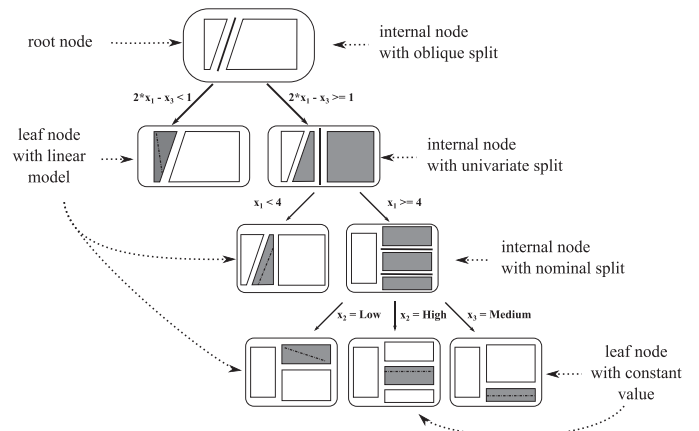 root node
internal node
with oblique split
2*x₁ - x₃ < 1
2*x₁ - x₃ >= 1
leaf node
with linear
model
internal node
with univariate split
x₁ < 4
x₁ >= 4
internal node
with nominal split
x₂ = Low
x₂ = High
x₃ = Medium
leaf node
with constant
value